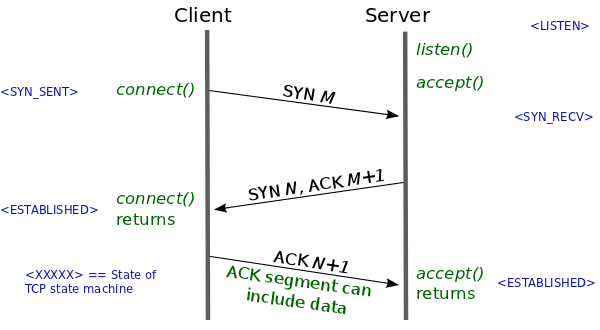 Client
Server
<LISTEN>
listen()
<SYN_SENT>
connect()
SYN M
accept()
<SYN_RECV>
SYN N, ACK M+1
<ESTABLISHED>
connect()
returns
ACK N+1
ACK segment can
include data
<XXXXX> == State of
TCP state machine
accept()
returns
<ESTABLISHED>